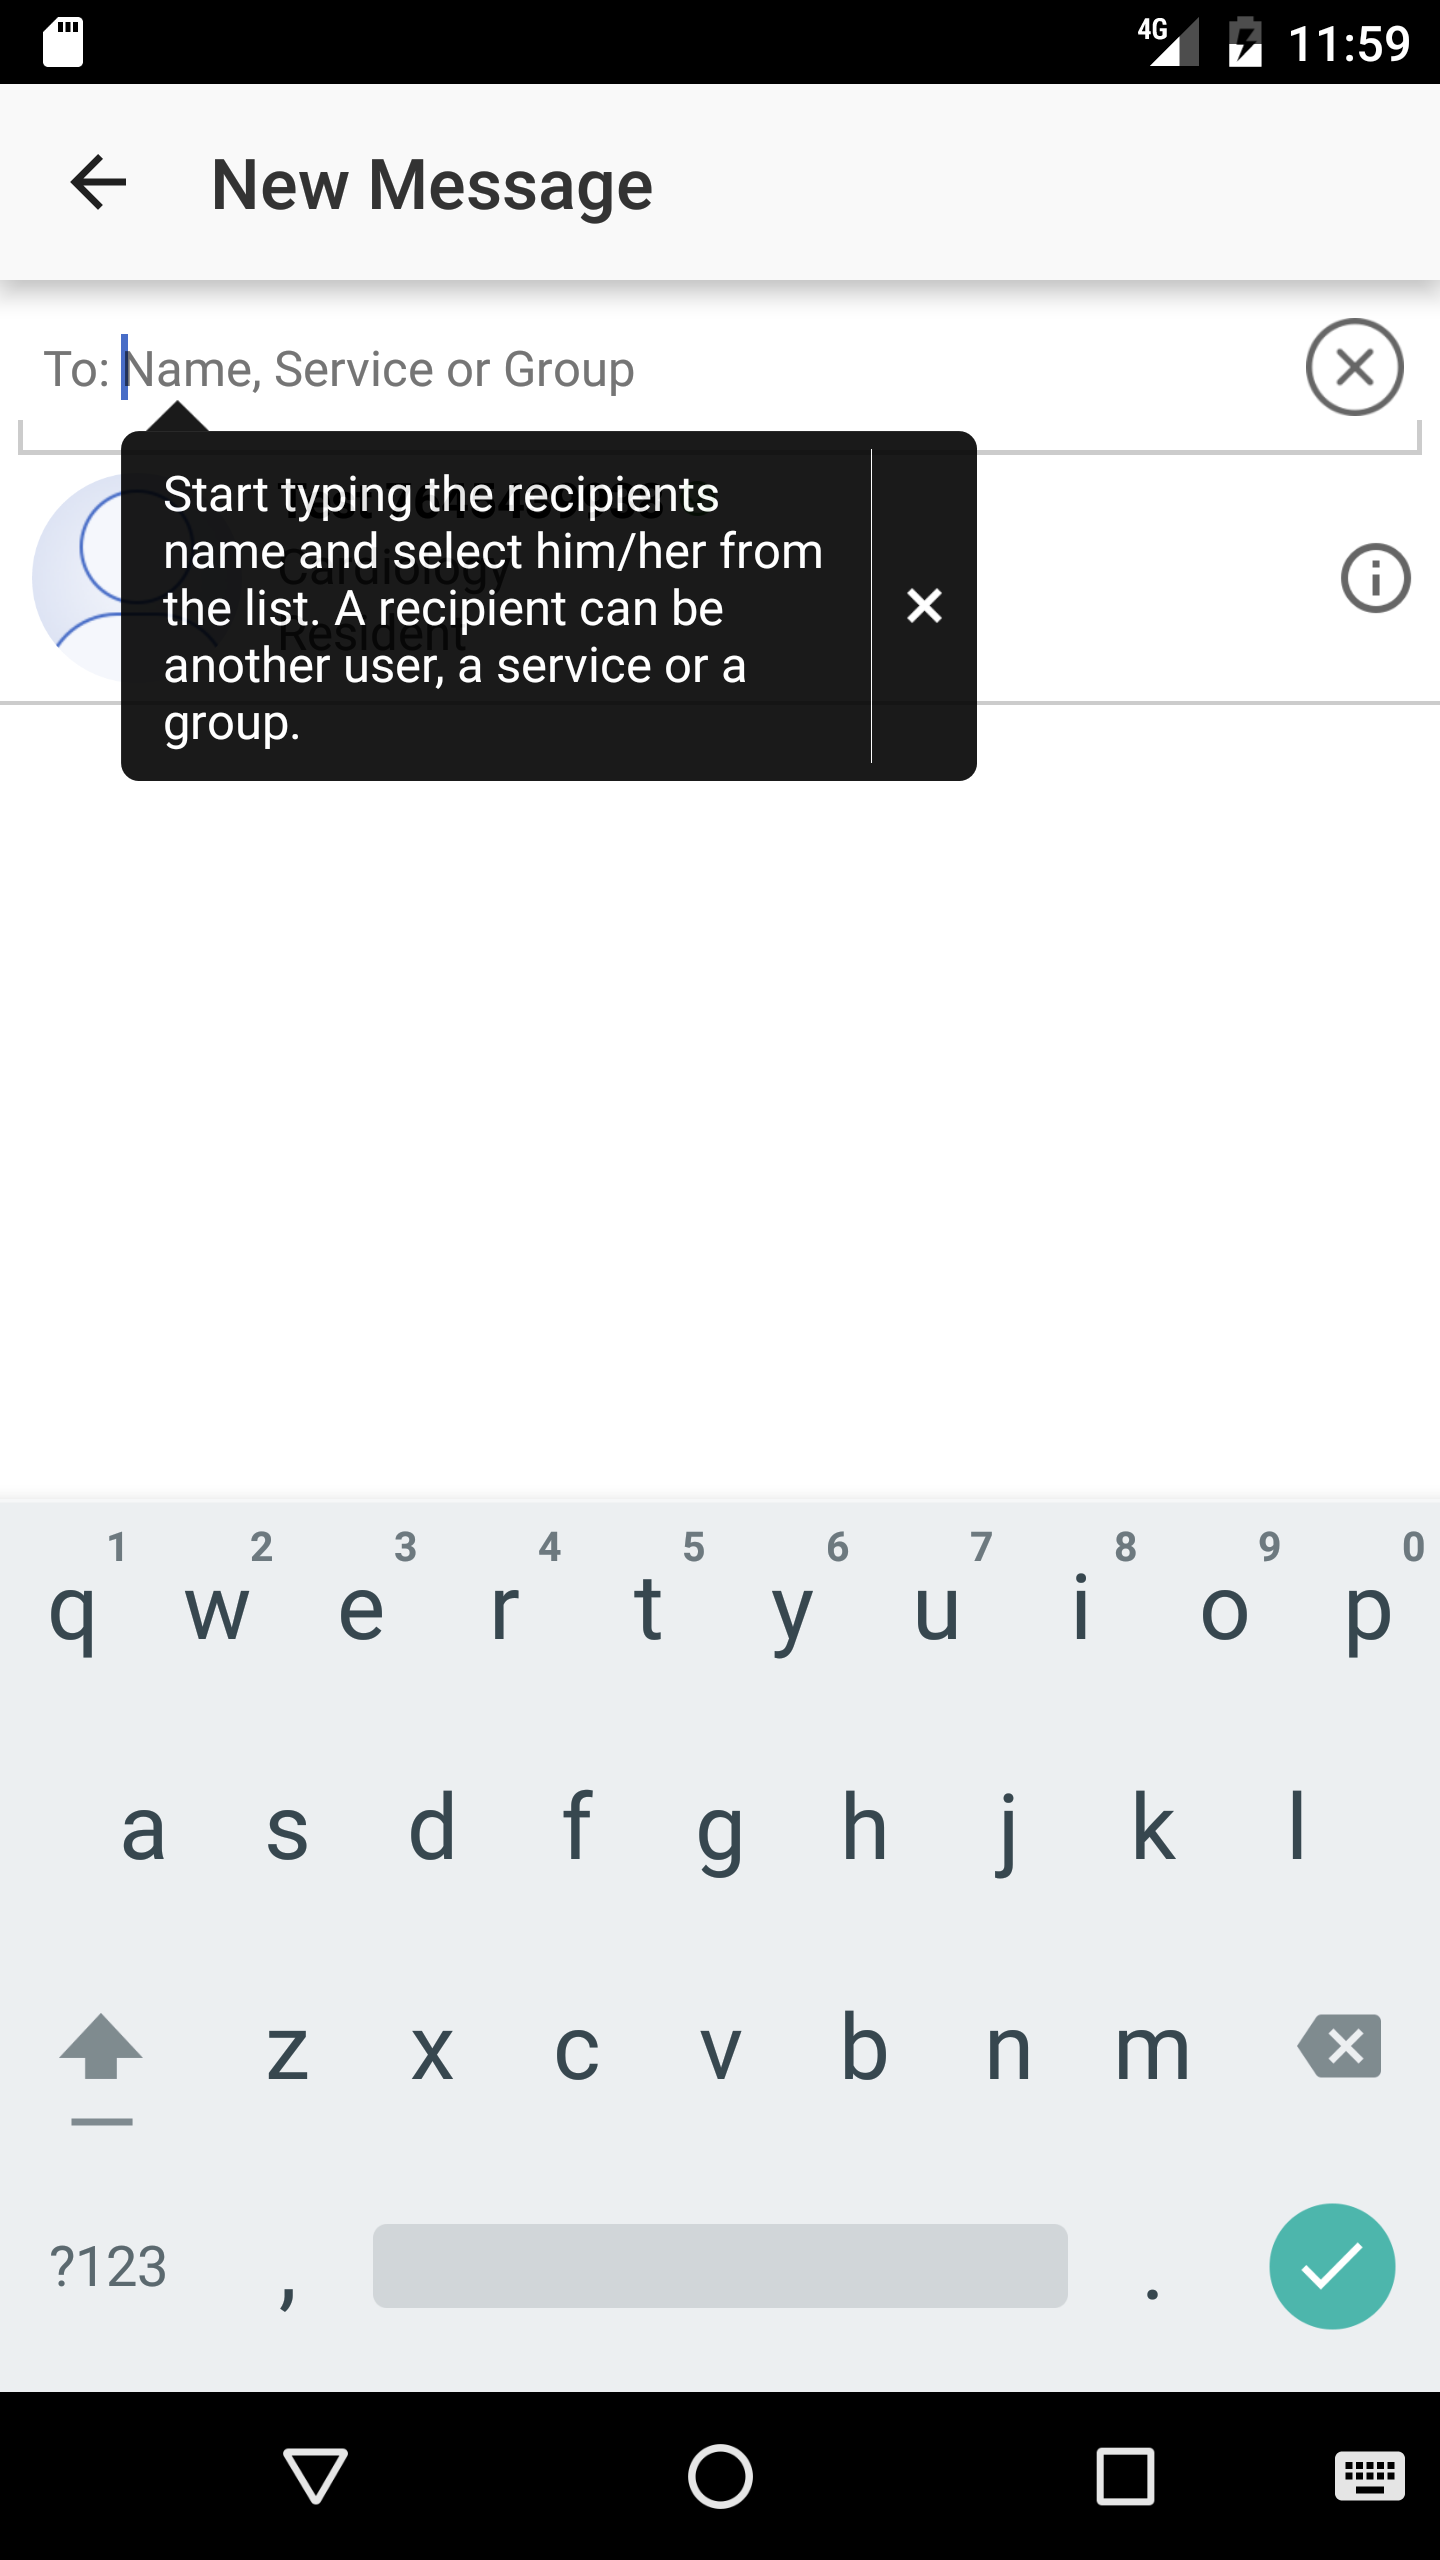 4G 11:59
New Message
To: Name, Service or Group
Start typing the recipients
name and select him/her from
the list. A recipient can be
another user, a service or a
group.
Cardiology
Resident
1 2 3 4 5 6 7 8 9 0
q w e r t y u i o p
a s d f g h j k l
z x c v b n m
?123 , .